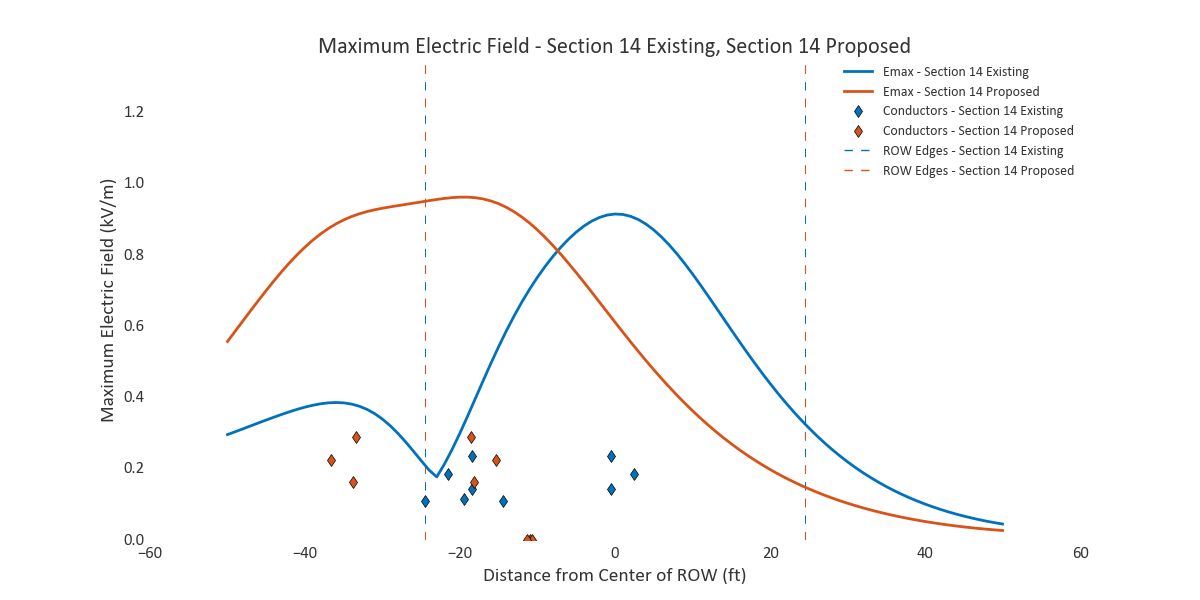 Maximum Electric Field - Section 14 Existing, Section 14 Proposed
Emax - Section 14 Existing
Emax - Section 14 Proposed
Conductors - Section 14 Existing
Conductors - Section 14 Proposed
ROW Edges - Section 14 Existing
ROW Edges - Section 14 Proposed
Maximum Electric Field (kV/m)
1.2
1.0
0.8
0.6
0.4
0.2
0.0
−60
−40
−20
0
20
40
60
Distance from Center of ROW (ft)